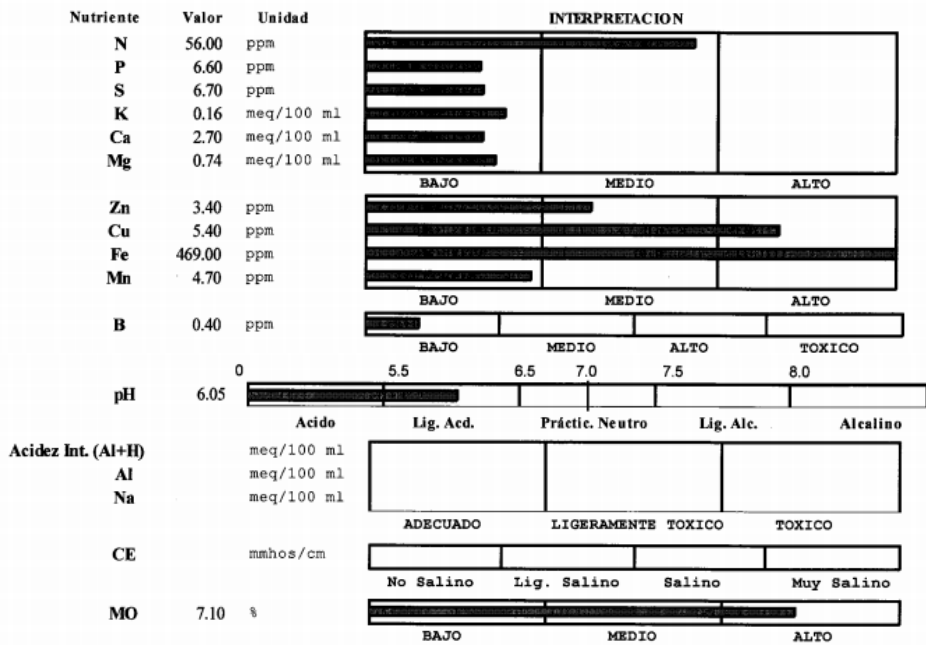 Nutriente Valor Unidad INTERPRETACION
N 56.00 ppm
P 6.60 ppm
S 6.70 ppm
K 0.16 meq/100 ml
Ca 2.70 meq/100 ml
Mg 0.74 meq/100 ml
BAJO MEDIO ALTO
Zn 3.40 ppm
Cu 5.40 ppm
Fe 469.00 ppm
Mn 4.70 ppm
BAJO MEDIO ALTO
B 0.40 ppm
BAJO MEDIO ALTO TOXICO
0 5.5 6.5 7.0 7.5 8.0
pH 6.05
Acido Lig. Acd. Práctic. Neutro Lig. Alc. Alcalino
Acidez Int. (Al+H) meq/100 ml
Al meq/100 ml
Na meq/100 ml
ADECUADO LIGERAMENTE TOXICO TOXICO
CE mmhos/cm
No Salino Lig. Salino Salino Muy Salino
MO 7.10 %
BAJO MEDIO ALTO